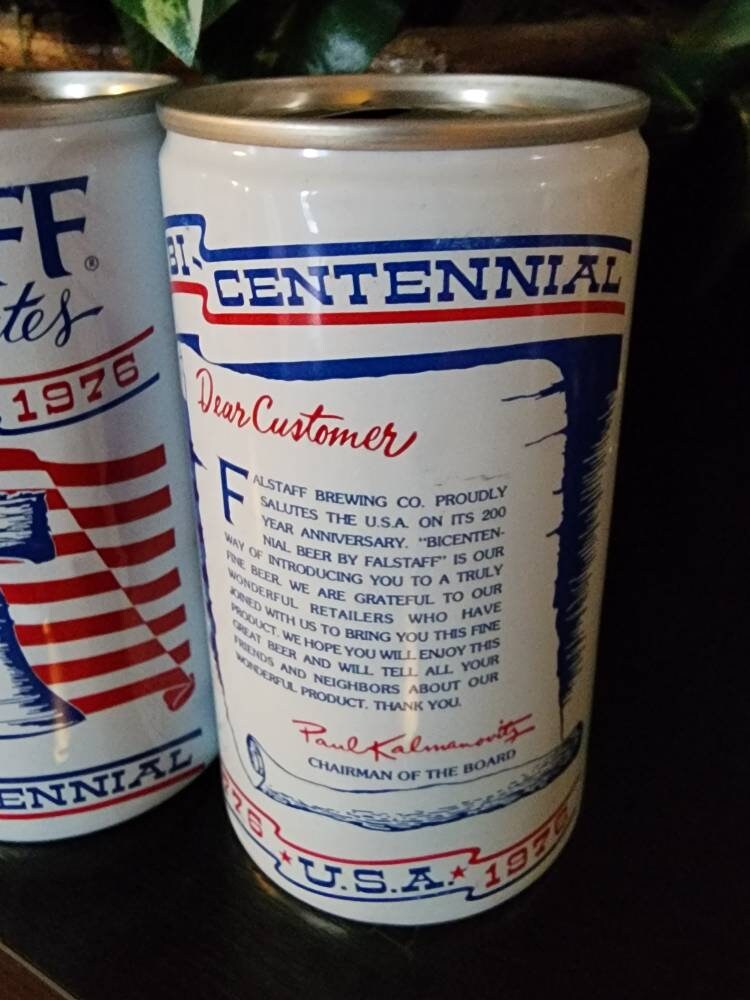 FF®
tes
1976
ENNIAL
BI-
CENTENNIAL
Dear Customer
FALSTAFF BREWING CO. PROUDLY
SALUTES THE U.S.A. ON ITS 200
YEAR ANNIVERSARY. "BICENTEN-
NIAL BEER BY FALSTAFF" IS OUR
WAY OF INTRODUCING YOU TO A TRULY
FINE BEER. WE ARE GRATEFUL TO OUR
WONDERFUL RETAILERS WHO HAVE
JOINED WITH US TO BRING YOU THIS FINE
PRODUCT. WE HOPE YOU WILL ENJOY THIS
GREAT BEER AND WILL TELL ALL YOUR
FRIENDS AND NEIGHBORS ABOUT OUR
WONDERFUL PRODUCT. THANK YOU.
Paul Kalmanovitz
CHAIRMAN OF THE BOARD
776 ★ U.S.A. ★ 1976